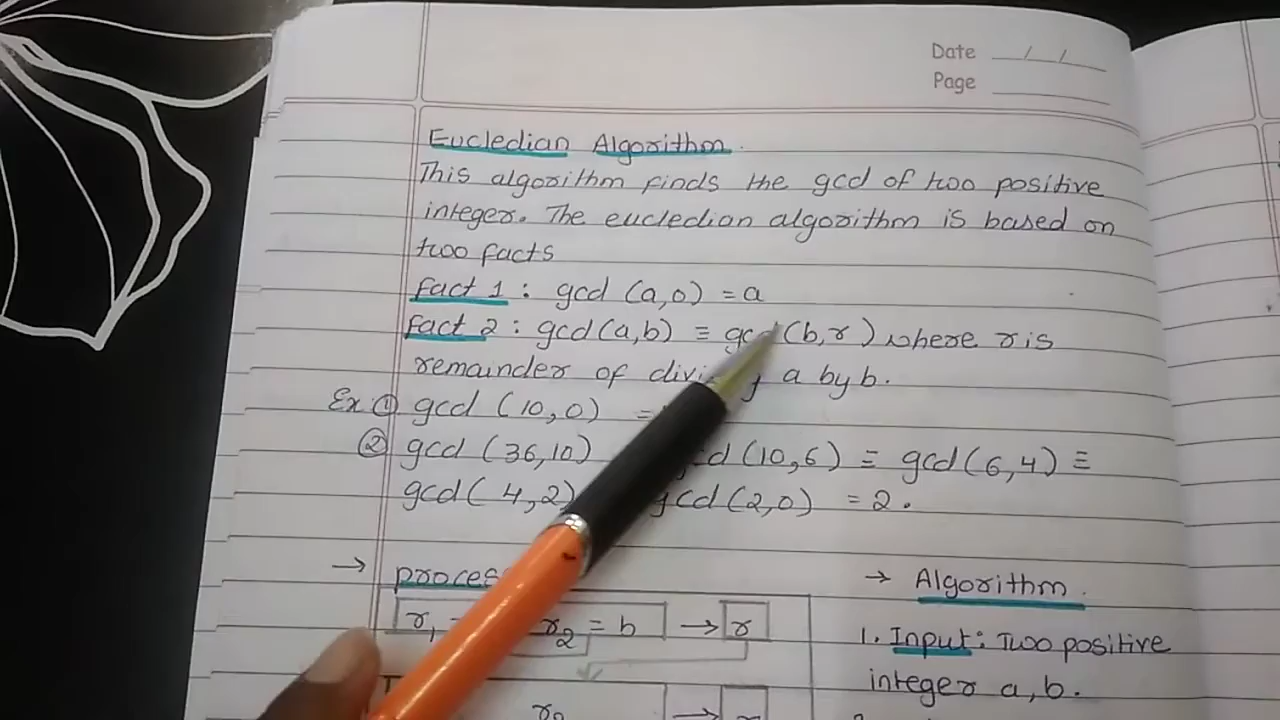 Date / /
Page
Eucledian Algorithm.
This algorithm finds the gcd of two positive
integer. The eucledian algorithm is based on
two facts
fact 1 : gcd (a,0) = a
fact 2 : gcd (a,b) ≡ gcd (b,r) where r is
remainder of a by b.
Ex ① gcd (10,0) =
② gcd (36,10) gcd (10,6) ≡ gcd (6,4) ≡
gcd (4,2) gcd (2,0) = 2.
→ proces
→ Algorithm.
r₁ r₂ = b → r
1. Input: Two positive
integer a, b.
r₂ →